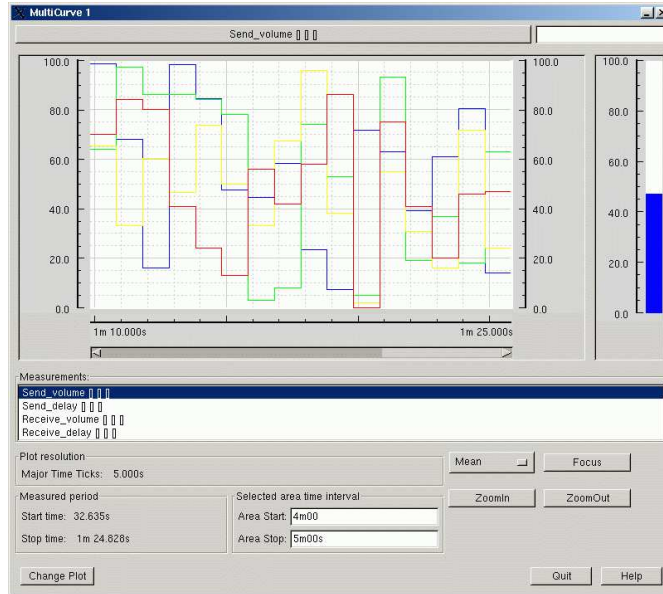 MultiCurve 1
Send_volume [] [] []
100.0 100.0 100.0
80.0 80.0 80.0
60.0 60.0 60.0
40.0 40.0 40.0
20.0 20.0 20.0
0.0 0.0 0.0
1m 10.000s 1m 25.000s
Measurements:
Send_volume [] [] []
Send_delay [] [] []
Receive_volume [] [] []
Receive_delay [] [] []
Plot resolution
Major Time Ticks: 5.000s
Mean Focus
Measured period
Start time: 32.635s
Stop time: 1m 24.828s
Selected area time interval
Area Start: 4m00
Area Stop: 5m00s
ZoomIn ZoomOut
Change Plot Quit Help